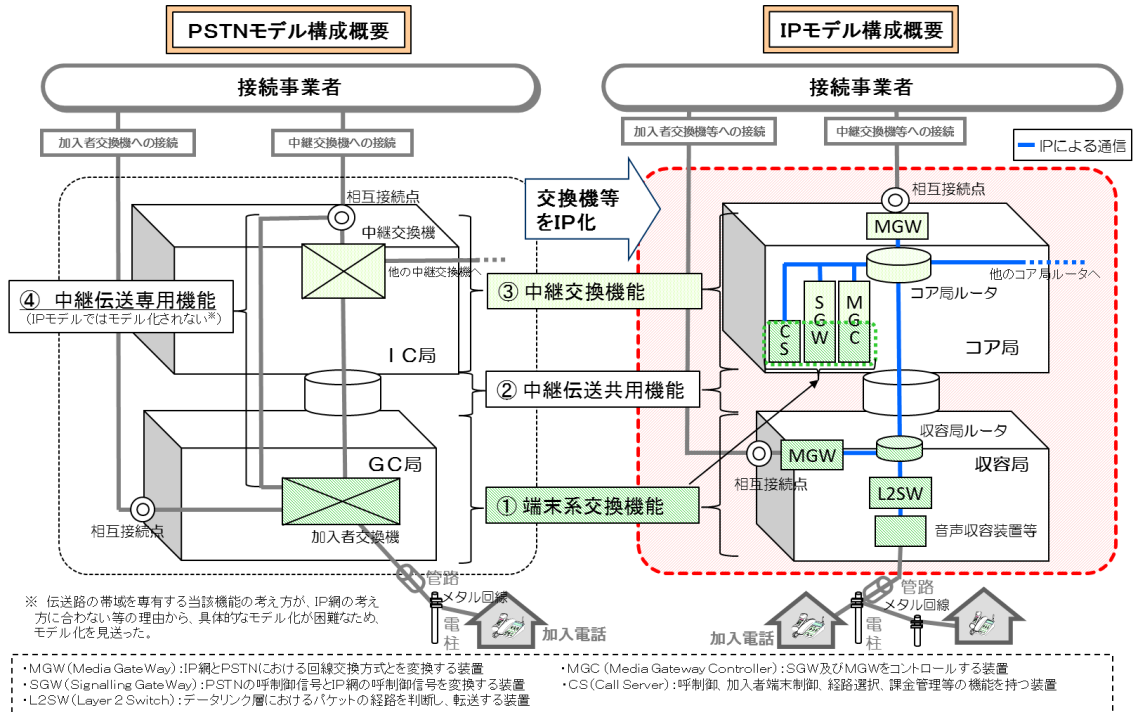 PSTNモデル構成概要
IPモデル構成概要
接続事業者
接続事業者
加入者交換機への接続
中継交換機への接続
加入者交換機等への接続
中継交換機等への接続
IPによる通信
交換機等
をIP化
相互接続点
中継交換機
他の中継交換機へ
④ 中継伝送専用機能
(IPモデルではモデル化されない※)
IC局
GC局
相互接続点
加入者交換機
③ 中継交換機能
② 中継伝送共用機能
① 端末系交換機能
相互接続点
MGW
他のコア局ルータへ
コア局ルータ
CS
SGW
MGC
コア局
収容局ルータ
MGW
収容局
相互接続点
L2SW
音声収容装置等
管路
メタル回線
電柱
加入電話
管路
メタル回線
電柱
加入電話
※ 伝送路の帯域を専有する当該機能の考え方が、IP網の考え
方に合わない等の理由から、具体的なモデル化が困難なため、
モデル化を見送った。
・MGW(Media GateWay):IP網とPSTNにおける回線交換方式とを変換する装置
・SGW(Signalling GateWay):PSTNの呼制御信号とIP網の呼制御信号を変換する装置
・L2SW(Layer 2 Switch):データリンク層におけるパケットの経路を判断し、転送する装置
・MGC(Media Gateway Controller):SGW及びMGWをコントロールする装置
・CS(Call Server):呼制御、加入者端末制御、経路選択、課金管理等の機能を持つ装置